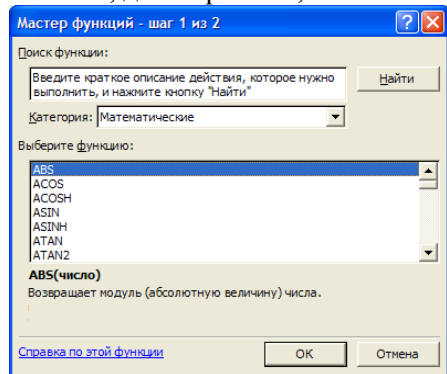 Мастер функций - шаг 1 из 2
Поиск функции:
Введите краткое описание действия, которое нужно
выполнить, и нажмите кнопку "Найти"
Найти
Категория: Математические
Выберите функцию:
ABS
ACOS
ACOSH
ASIN
ASINH
ATAN
ATAN2
ABS(число)
Возвращает модуль (абсолютную величину) числа.
Справка по этой функции
ОК
Отмена